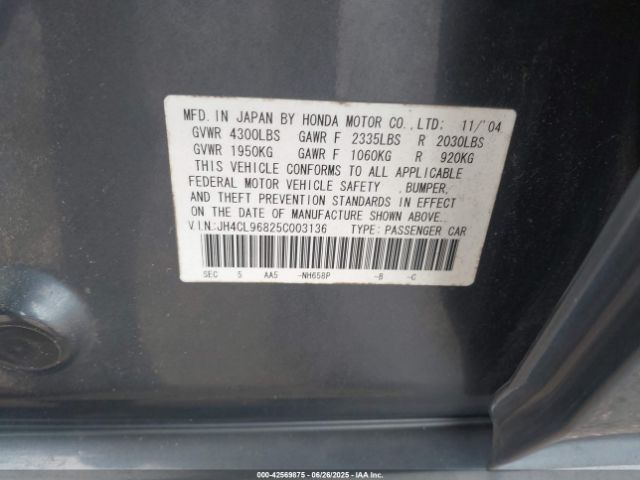 MFD. IN JAPAN BY HONDA MOTOR CO.,LTD: 11/'04
GVWR 4300LBS GAWR F 2335LBS R 2030LBS
GVWR 1950KG GAWR F 1060KG R 920KG
THIS VEHICLE CONFORMS TO ALL APPLICABLE
FEDERAL MOTOR VEHICLE SAFETY ,BUMPER,
AND THEFT PREVENTION STANDARDS IN EFFECT
ON THE DATE OF MANUFACTURE SHOWN ABOVE.
V I N:JH4CL96825C003136 TYPE: PASSENGER CAR
SEC 5 AA5 -NH658P -B -C
000-42569875 06/26/2025 IAA, INC.